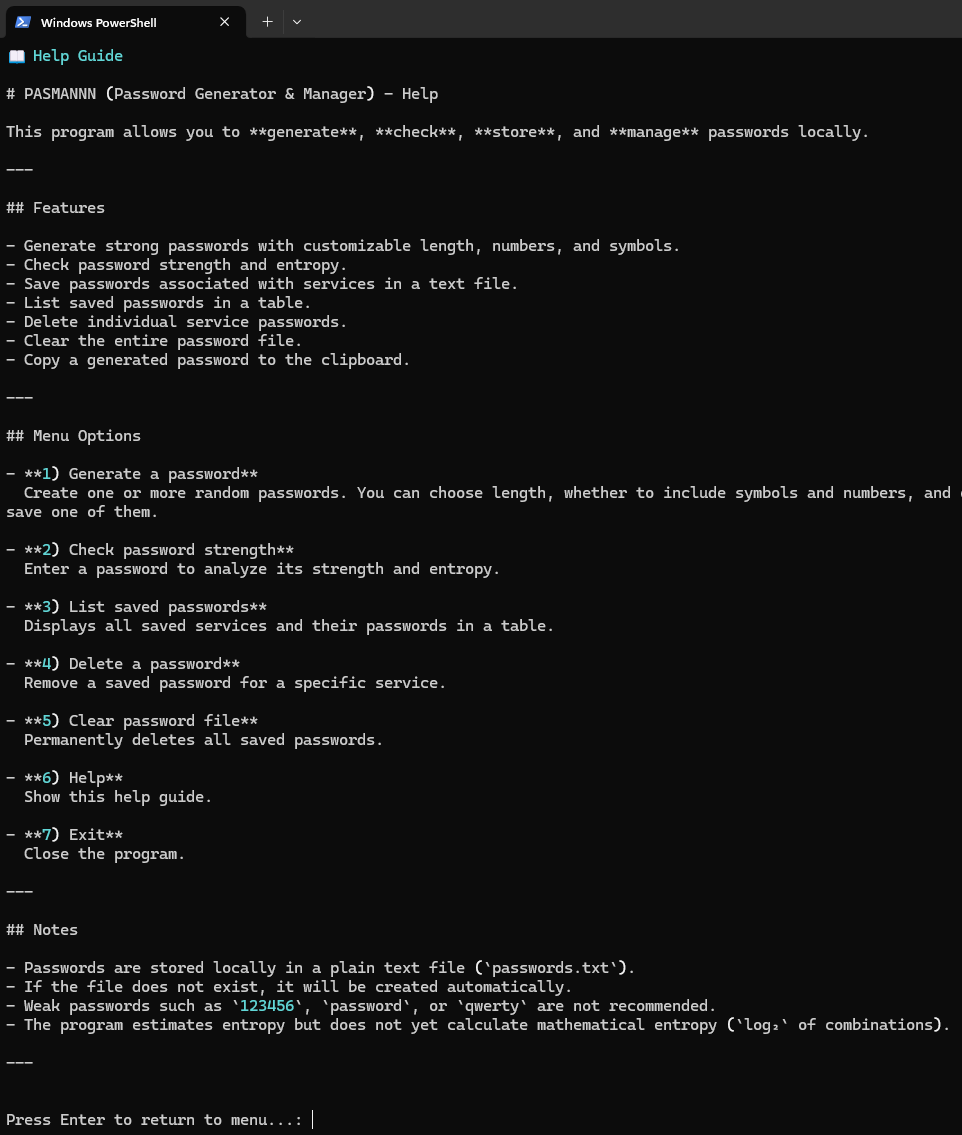 Windows PowerShell
Help Guide
# PASMANNN (Password Generator & Manager) - Help
This program allows you to **generate**, **check**, **store**, and **manage** passwords locally.
---
## Features
- Generate strong passwords with customizable length, numbers, and symbols.
- Check password strength and entropy.
- Save passwords associated with services in a text file.
- List saved passwords in a table.
- Delete individual service passwords.
- Clear the entire password file.
- Copy a generated password to the clipboard.
---
## Menu Options
- **1) Generate a password**
Create one or more random passwords. You can choose length, whether to include symbols and numbers, and
save one of them.
- **2) Check password strength**
Enter a password to analyze its strength and entropy.
- **3) List saved passwords**
Displays all saved services and their passwords in a table.
- **4) Delete a password**
Remove a saved password for a specific service.
- **5) Clear password file**
Permanently deletes all saved passwords.
- **6) Help**
Show this help guide.
- **7) Exit**
Close the program.
---
## Notes
- Passwords are stored locally in a plain text file (`passwords.txt`).
- If the file does not exist, it will be created automatically.
- Weak passwords such as `123456`, `password`, or `qwerty` are not recommended.
- The program estimates entropy but does not yet calculate mathematical entropy (`log₂` of combinations).
---
Press Enter to return to menu...: